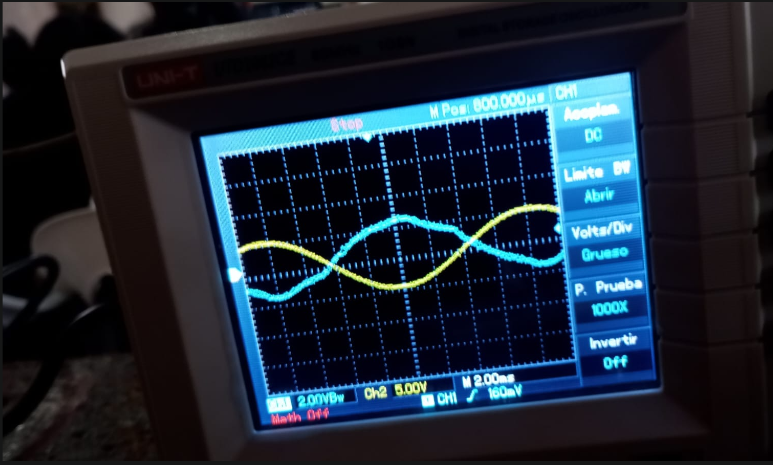 UNI-T
Stop M Pos: 600.000µs CH1
Acoplam.
DC
Limite BW
Abrir
Volts/Div
Grueso
P. Prueba
1000X
Invertir
Off
CH1 2.00VBw Ch2 5.00V M 2.00ms
CH1 160mV
Math Off